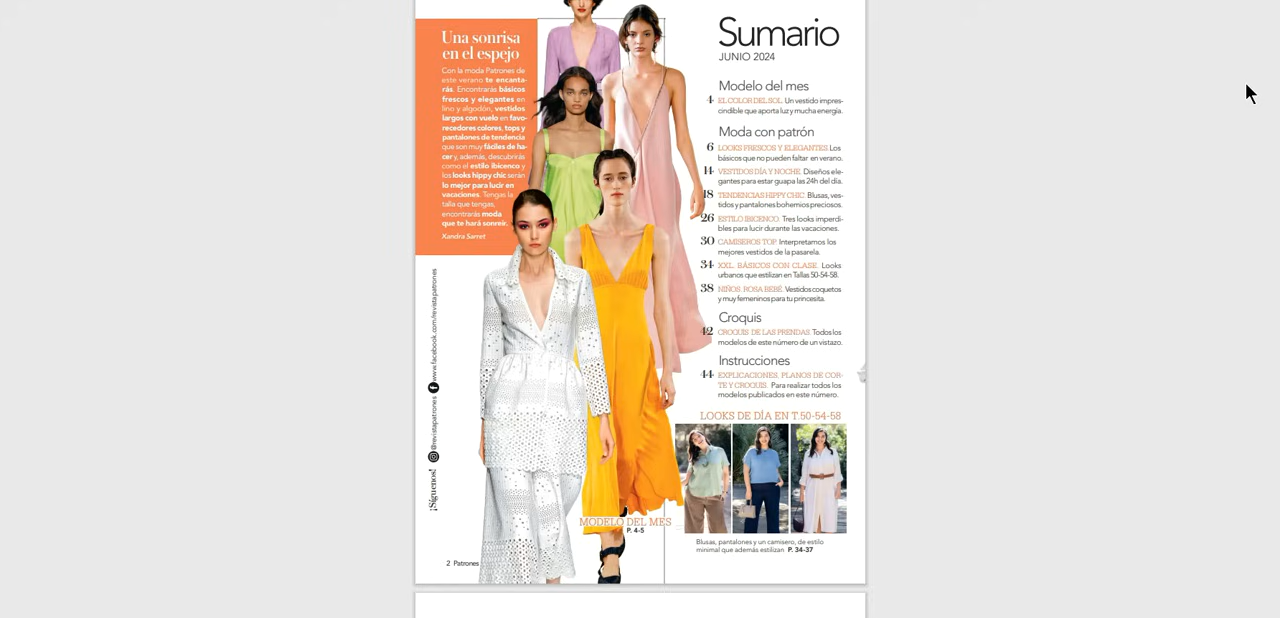 Una sonrisa
en el espejo
Con la moda Patrones de
este verano te encanta-
rás. Encontrarás básicos
frescos y elegantes en
lino y algodón, vestidos
largos con vuelo en favo-
recedores colores, tops y
pantalones de tendencia
que son muy fáciles de ha-
cer y, además, descubrirás
como el estilo ibicenco y
los looks hippy chic serán
lo mejor para lucir en
vacaciones. Tengas la
talla que tengas,
encontrarás moda
que te hará sonreír.
Xandra Sarret
¡Síguenos! @revistapatrones www.facebook.com/revistapatrones
2 Patrones
MODELO DEL MES
P. 4-5
Sumario
JUNIO 2024
Modelo del mes
4 EL COLOR DEL SOL. Un vestido impres-
cindible que aporta luz y mucha energía.
Moda con patrón
6 LOOKS FRESCOS Y ELEGANTES. Los
básicos que no pueden faltar en verano.
14 VESTIDOS DÍA Y NOCHE. Diseños ele-
gantes para estar guapa las 24h del día.
18 TENDENCIAS HIPPY CHIC. Blusas, ves-
tidos y pantalones bohemios preciosos.
26 ESTILO IBICENCO. Tres looks imperdi-
bles para lucir durante las vacaciones.
30 CAMISEROS TOP. Interpretamos los
mejores vestidos de la pasarela.
34 XXL. BÁSICOS CON CLASE. Looks
urbanos que estilizan en Tallas 50-54-58.
38 NIÑOS. ROSA BEBÉ. Vestidos coquetos
y muy femeninos para tu princesita.
Croquis
42 CROQUIS DE LAS PRENDAS. Todos los
modelos de este número de un vistazo.
Instrucciones
44 EXPLICACIONES, PLANOS DE COR-
TE Y CROQUIS. Para realizar todos los
modelos publicados en este número.
LOOKS DE DÍA EN T.50-54-58
Blusas, pantalones y un camisero, de estilo
minimal que además estilizan P. 34-37